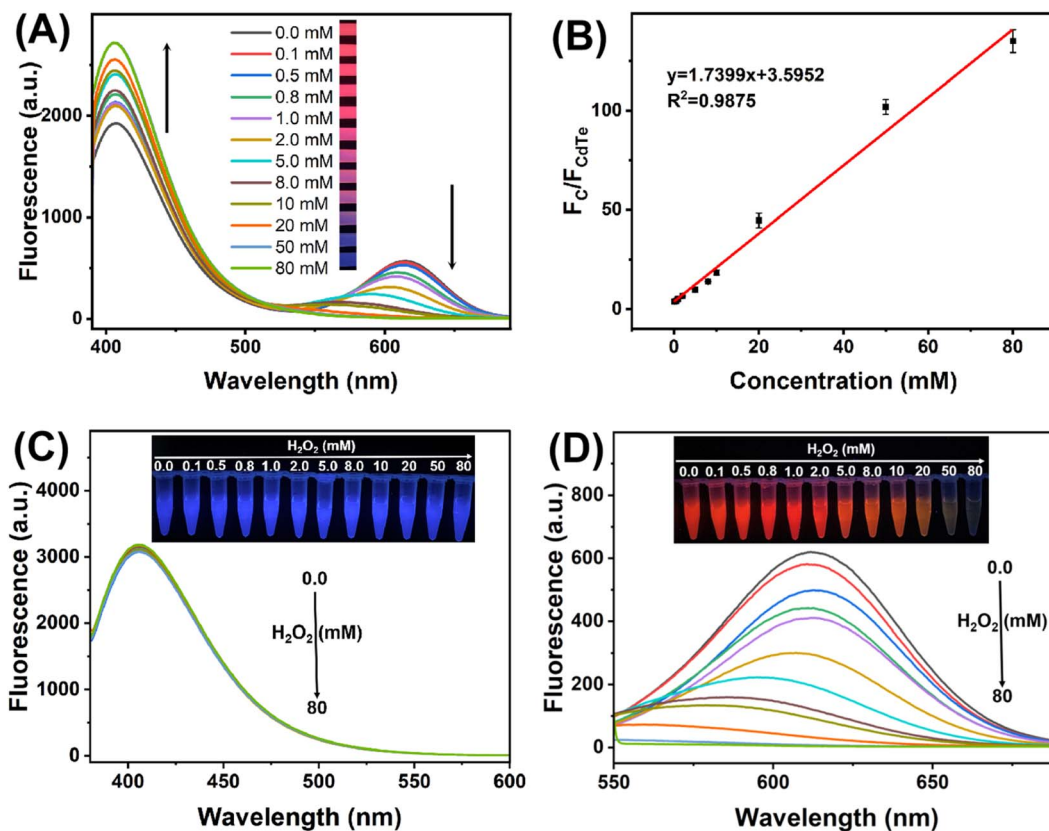 (A)
Fluorescence (a.u.)
2000
1000
0
400
500
600
Wavelength (nm)
0.0 mM
0.1 mM
0.5 mM
0.8 mM
1.0 mM
2.0 mM
5.0 mM
8.0 mM
10 mM
20 mM
50 mM
80 mM
(B)
F_C/F_CdTe
100
50
0
0
20
40
60
80
Concentration (mM)
y=1.7399x+3.5952
R²=0.9875
(C)
Fluorescence (a.u.)
4000
3000
2000
1000
0
400
450
500
550
600
Wavelength (nm)
H₂O₂ (mM)
0.0 0.1 0.5 0.8 1.0 2.0 5.0 8.0 10 20 50 80
0.0
H₂O₂ (mM)
80
(D)
Fluorescence (a.u.)
800
600
400
200
0
550
600
650
Wavelength (nm)
H₂O₂ (mM)
0.0 0.1 0.5 0.8 1.0 2.0 5.0 8.0 10 20 50 80
0.0
H₂O₂ (mM)
80